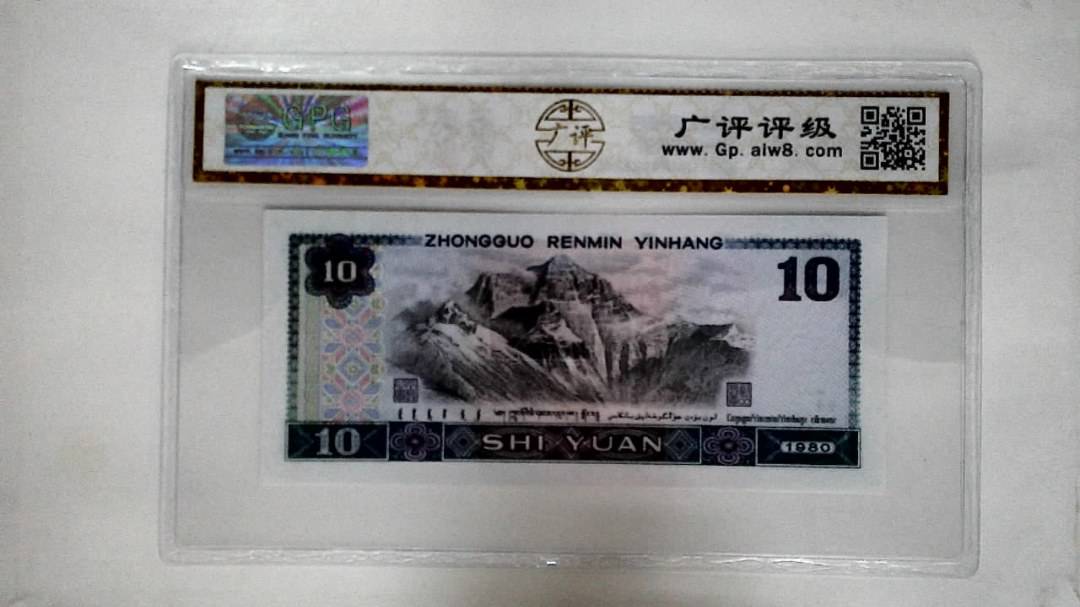 GPG
广评
广评评级
www. Gp. alw8. com
ZHONGGUO RENMIN YINHANG
10
10
10
SHI YUAN
1980